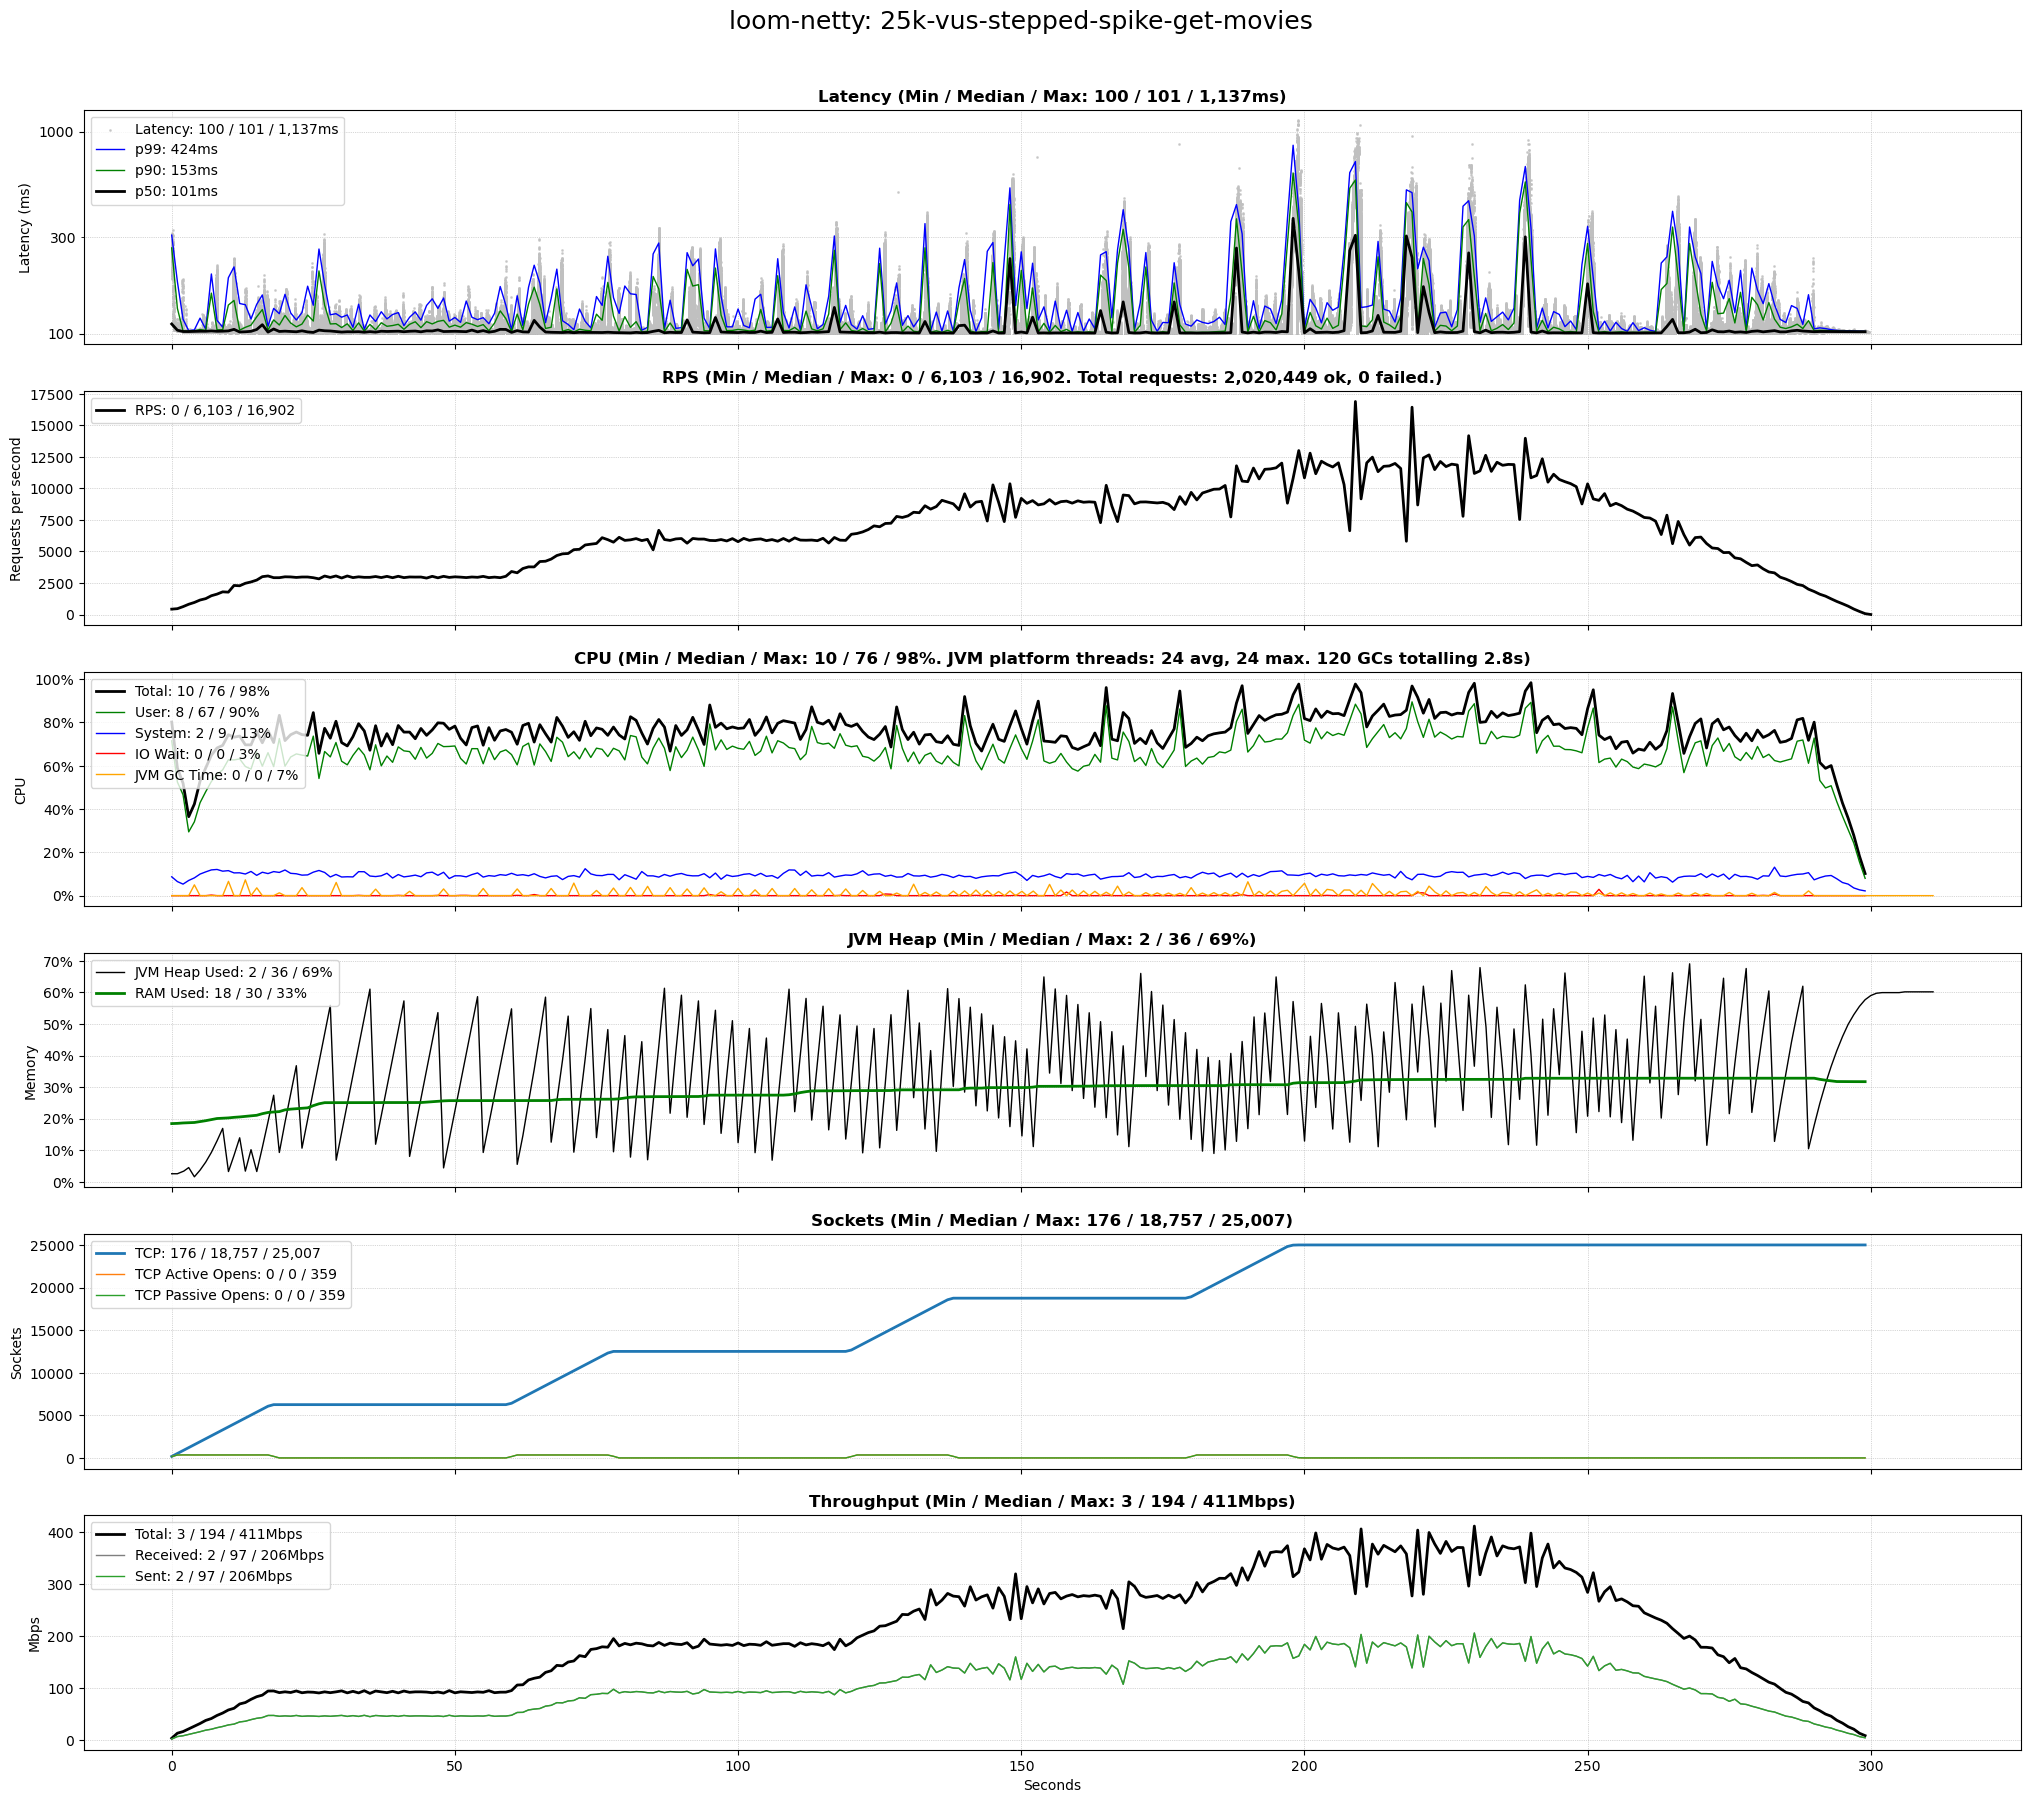 loom-netty: 25k-vus-stepped-spike-get-movies
Latency (Min / Median / Max: 100 / 101 / 1,137ms)
Latency (ms)
1000
300
100
Latency: 100 / 101 / 1,137ms
p99: 424ms
p90: 153ms
p50: 101ms
RPS (Min / Median / Max: 0 / 6,103 / 16,902. Total requests: 2,020,449 ok, 0 failed.)
Requests per second
17500
15000
12500
10000
7500
5000
2500
0
RPS: 0 / 6,103 / 16,902
CPU (Min / Median / Max: 10 / 76 / 98%. JVM platform threads: 24 avg, 24 max. 120 GCs totalling 2.8s)
CPU
100%
80%
60%
40%
20%
0%
Total: 10 / 76 / 98%
User: 8 / 67 / 90%
System: 2 / 9 / 13%
IO Wait: 0 / 0 / 3%
JVM GC Time: 0 / 0 / 7%
JVM Heap (Min / Median / Max: 2 / 36 / 69%)
Memory
70%
60%
50%
40%
30%
20%
10%
0%
JVM Heap Used: 2 / 36 / 69%
RAM Used: 18 / 30 / 33%
Sockets (Min / Median / Max: 176 / 18,757 / 25,007)
Sockets
25000
20000
15000
10000
5000
0
TCP: 176 / 18,757 / 25,007
TCP Active Opens: 0 / 0 / 359
TCP Passive Opens: 0 / 0 / 359
Throughput (Min / Median / Max: 3 / 194 / 411Mbps)
Mbps
400
300
200
100
0
Total: 3 / 194 / 411Mbps
Received: 2 / 97 / 206Mbps
Sent: 2 / 97 / 206Mbps
0 50 100 150 200 250 300
Seconds